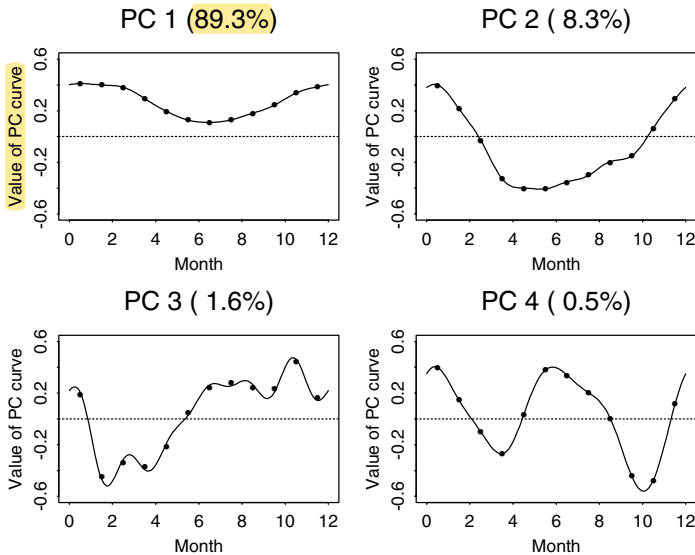 PC 1 (89.3%)
PC 2 ( 8.3%)
Value of PC curve
-0.6 -0.2 0.2 0.6
0 2 4 6 8 10 12
Month
Value of PC curve
-0.6 -0.2 0.2 0.6
0 2 4 6 8 10 12
Month
PC 3 ( 1.6%)
PC 4 ( 0.5%)
Value of PC curve
-0.6 -0.2 0.2 0.6
0 2 4 6 8 10 12
Month
Value of PC curve
-0.6 -0.2 0.2 0.6
0 2 4 6 8 10 12
Month